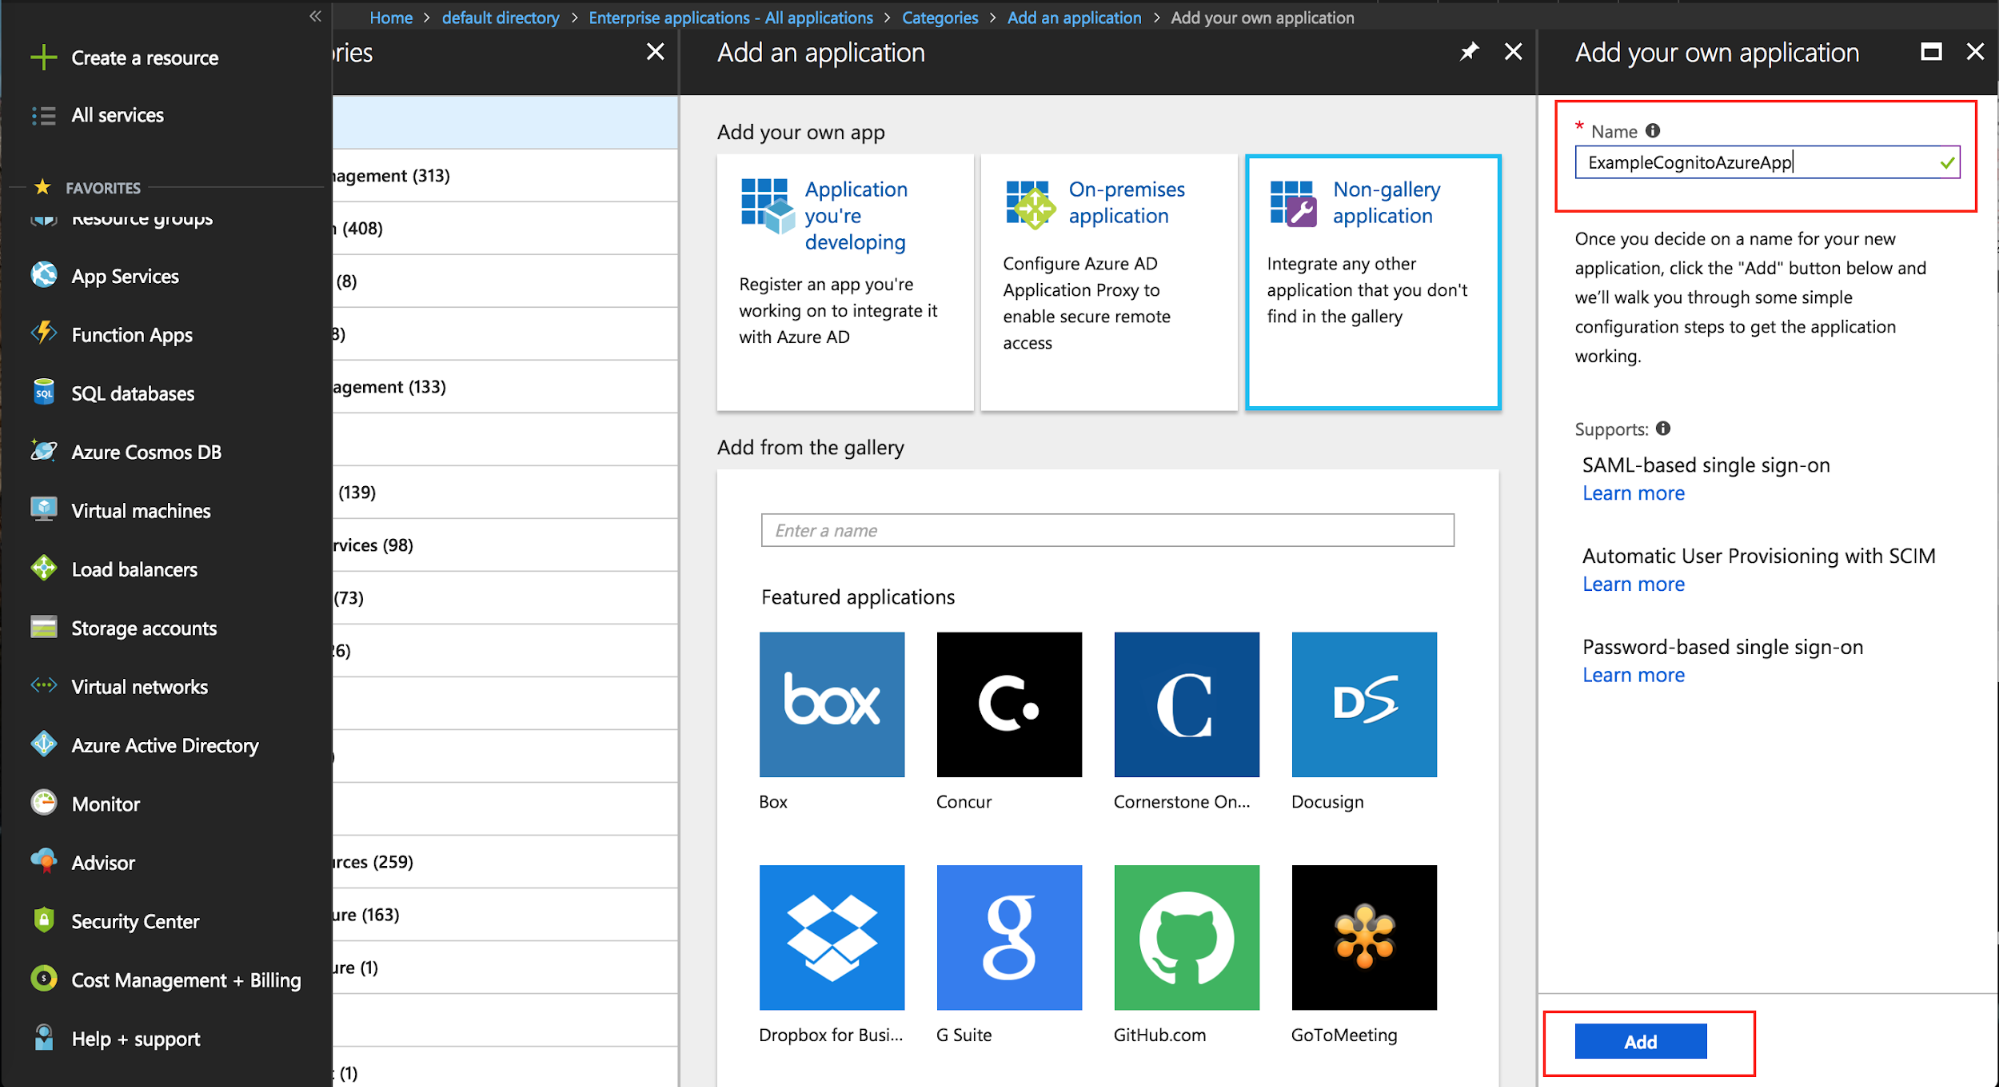 Home > default directory > Enterprise applications - All applications > Categories > Add an application > Add your own application
Create a resource
All services
FAVORITES
Resource groups
App Services
Function Apps
SQL databases
Azure Cosmos DB
Virtual machines
Load balancers
Storage accounts
Virtual networks
Azure Active Directory
Monitor
Advisor
Security Center
Cost Management + Billing
Help + support
ries
agement (313)
(408)
(8)
agement (133)
(139)
rvices (98)
(73)
26)
rces (259)
ure (163)
ure (1)
(1)
Add an application
Add your own app
Application
you're
developing
Register an app you're
working on to integrate it
with Azure AD
On-premises
application
Configure Azure AD
Application Proxy to
enable secure remote
access
Non-gallery
application
Integrate any other
application that you don't
find in the gallery
Add from the gallery
Enter a name
Featured applications
box
Box
Concur
C
Cornerstone On...
DS
Docusign
Dropbox for Busi...
g
G Suite
GitHub.com
GoToMeeting
Add your own application
* Name
ExampleCognitoAzureApp
Once you decide on a name for your new
application, click the "Add" button below and
we'll walk you through some simple
configuration steps to get the application
working.
Supports:
SAML-based single sign-on
Learn more
Automatic User Provisioning with SCIM
Learn more
Password-based single sign-on
Learn more
Add